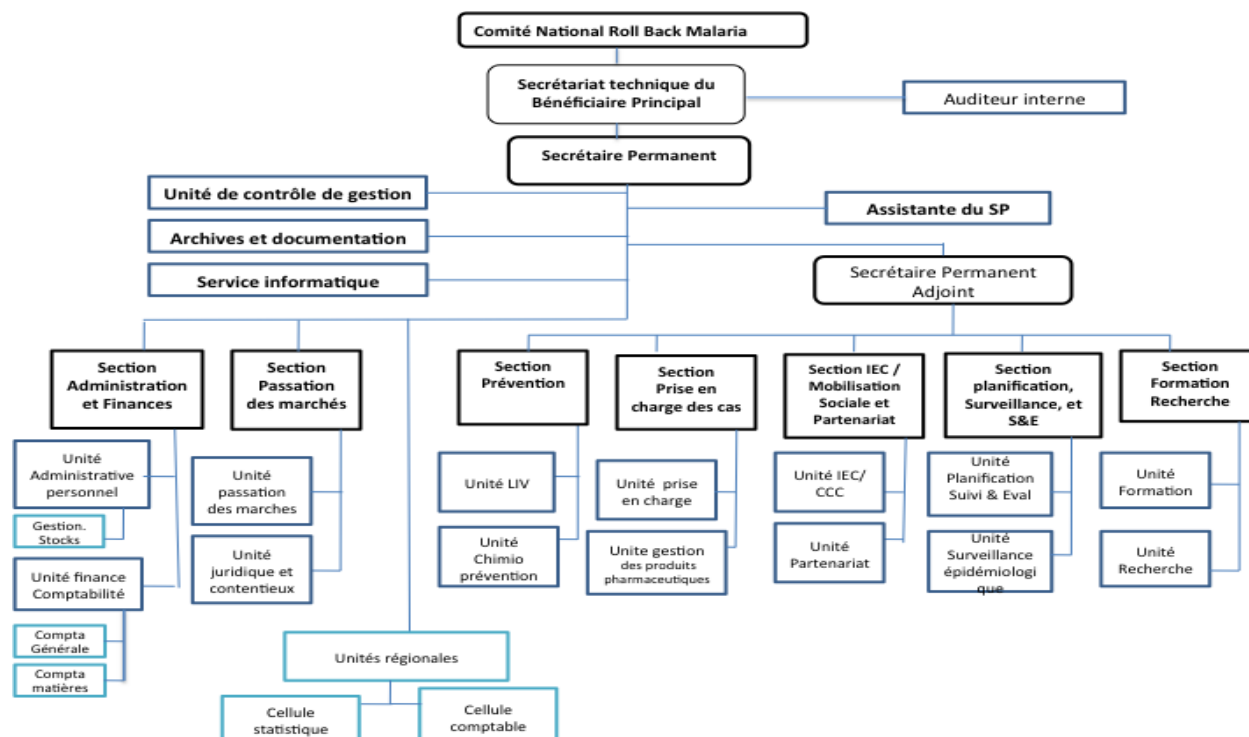 Comité National Roll Back Malaria
Secrétariat technique du
Bénéficiaire Principal
Auditeur interne
Secrétaire Permanent
Unité de contrôle de gestion
Assistante du SP
Archives et documentation
Service informatique
Secrétaire Permanent
Adjoint
Section
Administration
et Finances
Section
Passation
des marchés
Section
Prévention
Section
Prise en
charge des cas
Section IEC /
Mobilisation
Sociale et
Partenariat
Section
planification,
Surveillance, et
S&E
Section
Formation
Recherche
Unité
Administrative
personnel
Gestion.
Stocks
Unité finance
Comptabilité
Compta
Générale
Compta
matières
Unité
passation
des marches
Unité
juridique et
contentieux
Unités régionales
Cellule
statistique
Cellule
comptable
Unité LIV
Unité
Chimio
prévention
Unité prise
en charge
Unite gestion
des produits
pharmaceutiques
Unité IEC/
CCC
Unité
Partenariat
Unité
Planification
Suivi & Eval
Unité
Surveillance
épidémiologi
que
Unité
Formation
Unité
Recherche